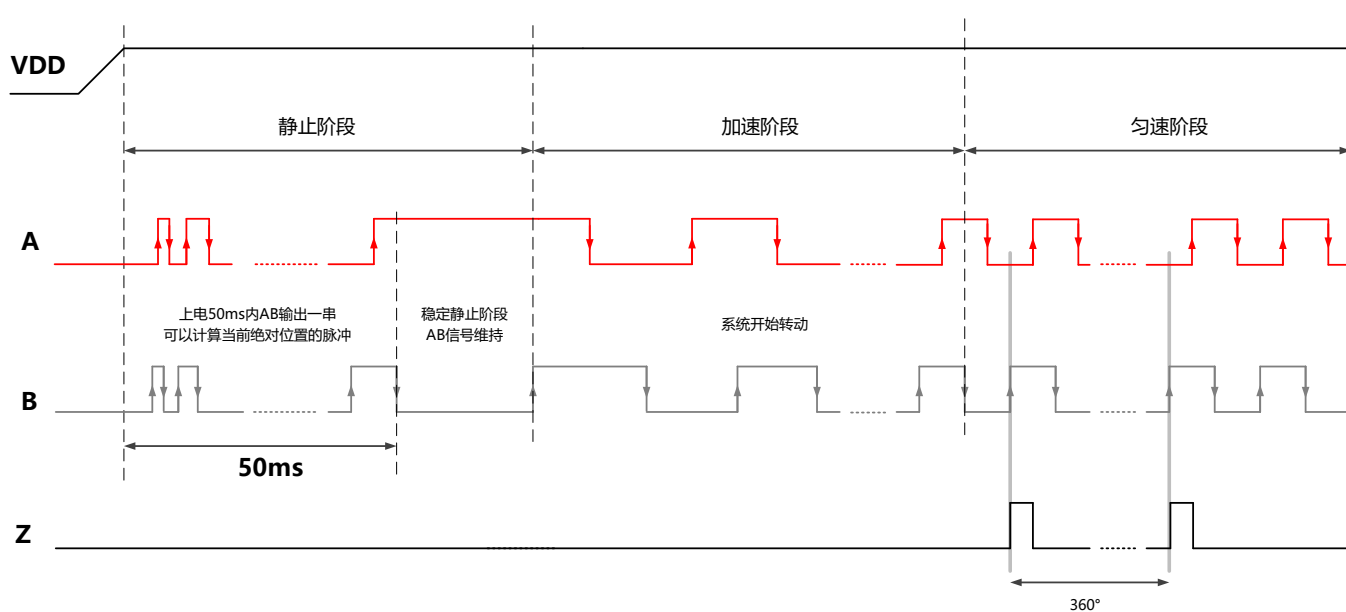 VDD
静止阶段
加速阶段
匀速阶段
A
上电50ms内AB输出一串
可以计算当前绝对位置的脉冲
稳定静止阶段
AB信号维持
系统开始转动
B
50ms
Z
360°